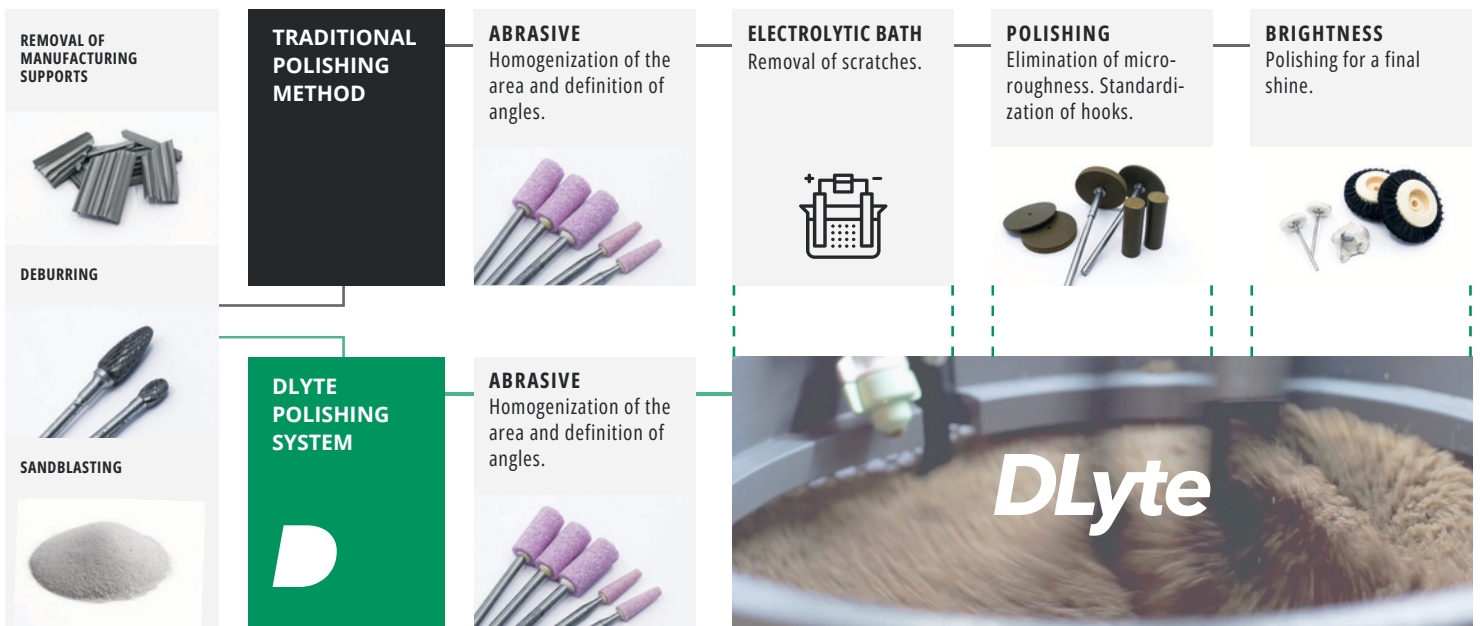 REMOVAL OF
MANUFACTURING
SUPPORTS
DEBURRING
SANDBLASTING
TRADITIONAL
POLISHING
METHOD
ABRASIVE
Homogenization of the
area and definition of
angles.
ELECTROLYTIC BATH
Removal of scratches.
+ −
POLISHING
Elimination of micro-
roughness. Standardi-
zation of hooks.
BRIGHTNESS
Polishing for a final
shine.
DLYTE
POLISHING
SYSTEM
D
ABRASIVE
Homogenization of the
area and definition of
angles.
DLyte